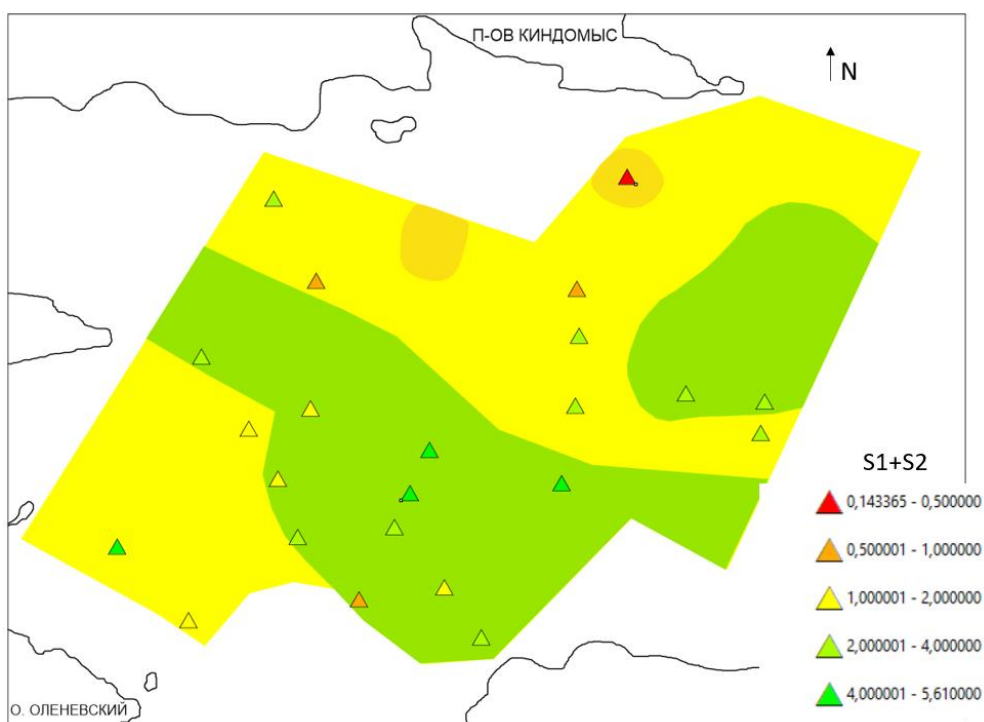 П-ОВ КИНДОМЫС
N
S1+S2
0,143365 - 0,500000
0,500001 - 1,000000
1,000001 - 2,000000
2,000001 - 4,000000
4,000001 - 5,610000
О. ОЛЕНЕВСКИЙ